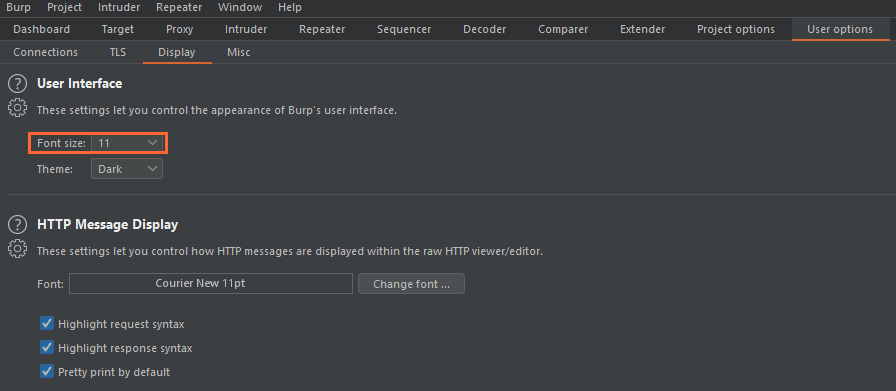 Burp Project Intruder Repeater Window Help
Dashboard Target Proxy Intruder Repeater Sequencer Decoder Comparer Extender Project options User options
Connections TLS Display Misc
? User Interface
These settings let you control the appearance of Burp's user interface.
Font size: 11
Theme: Dark
? HTTP Message Display
These settings let you control how HTTP messages are displayed within the raw HTTP viewer/editor.
Font: Courier New 11pt Change font ...
Highlight request syntax
Highlight response syntax
Pretty print by default